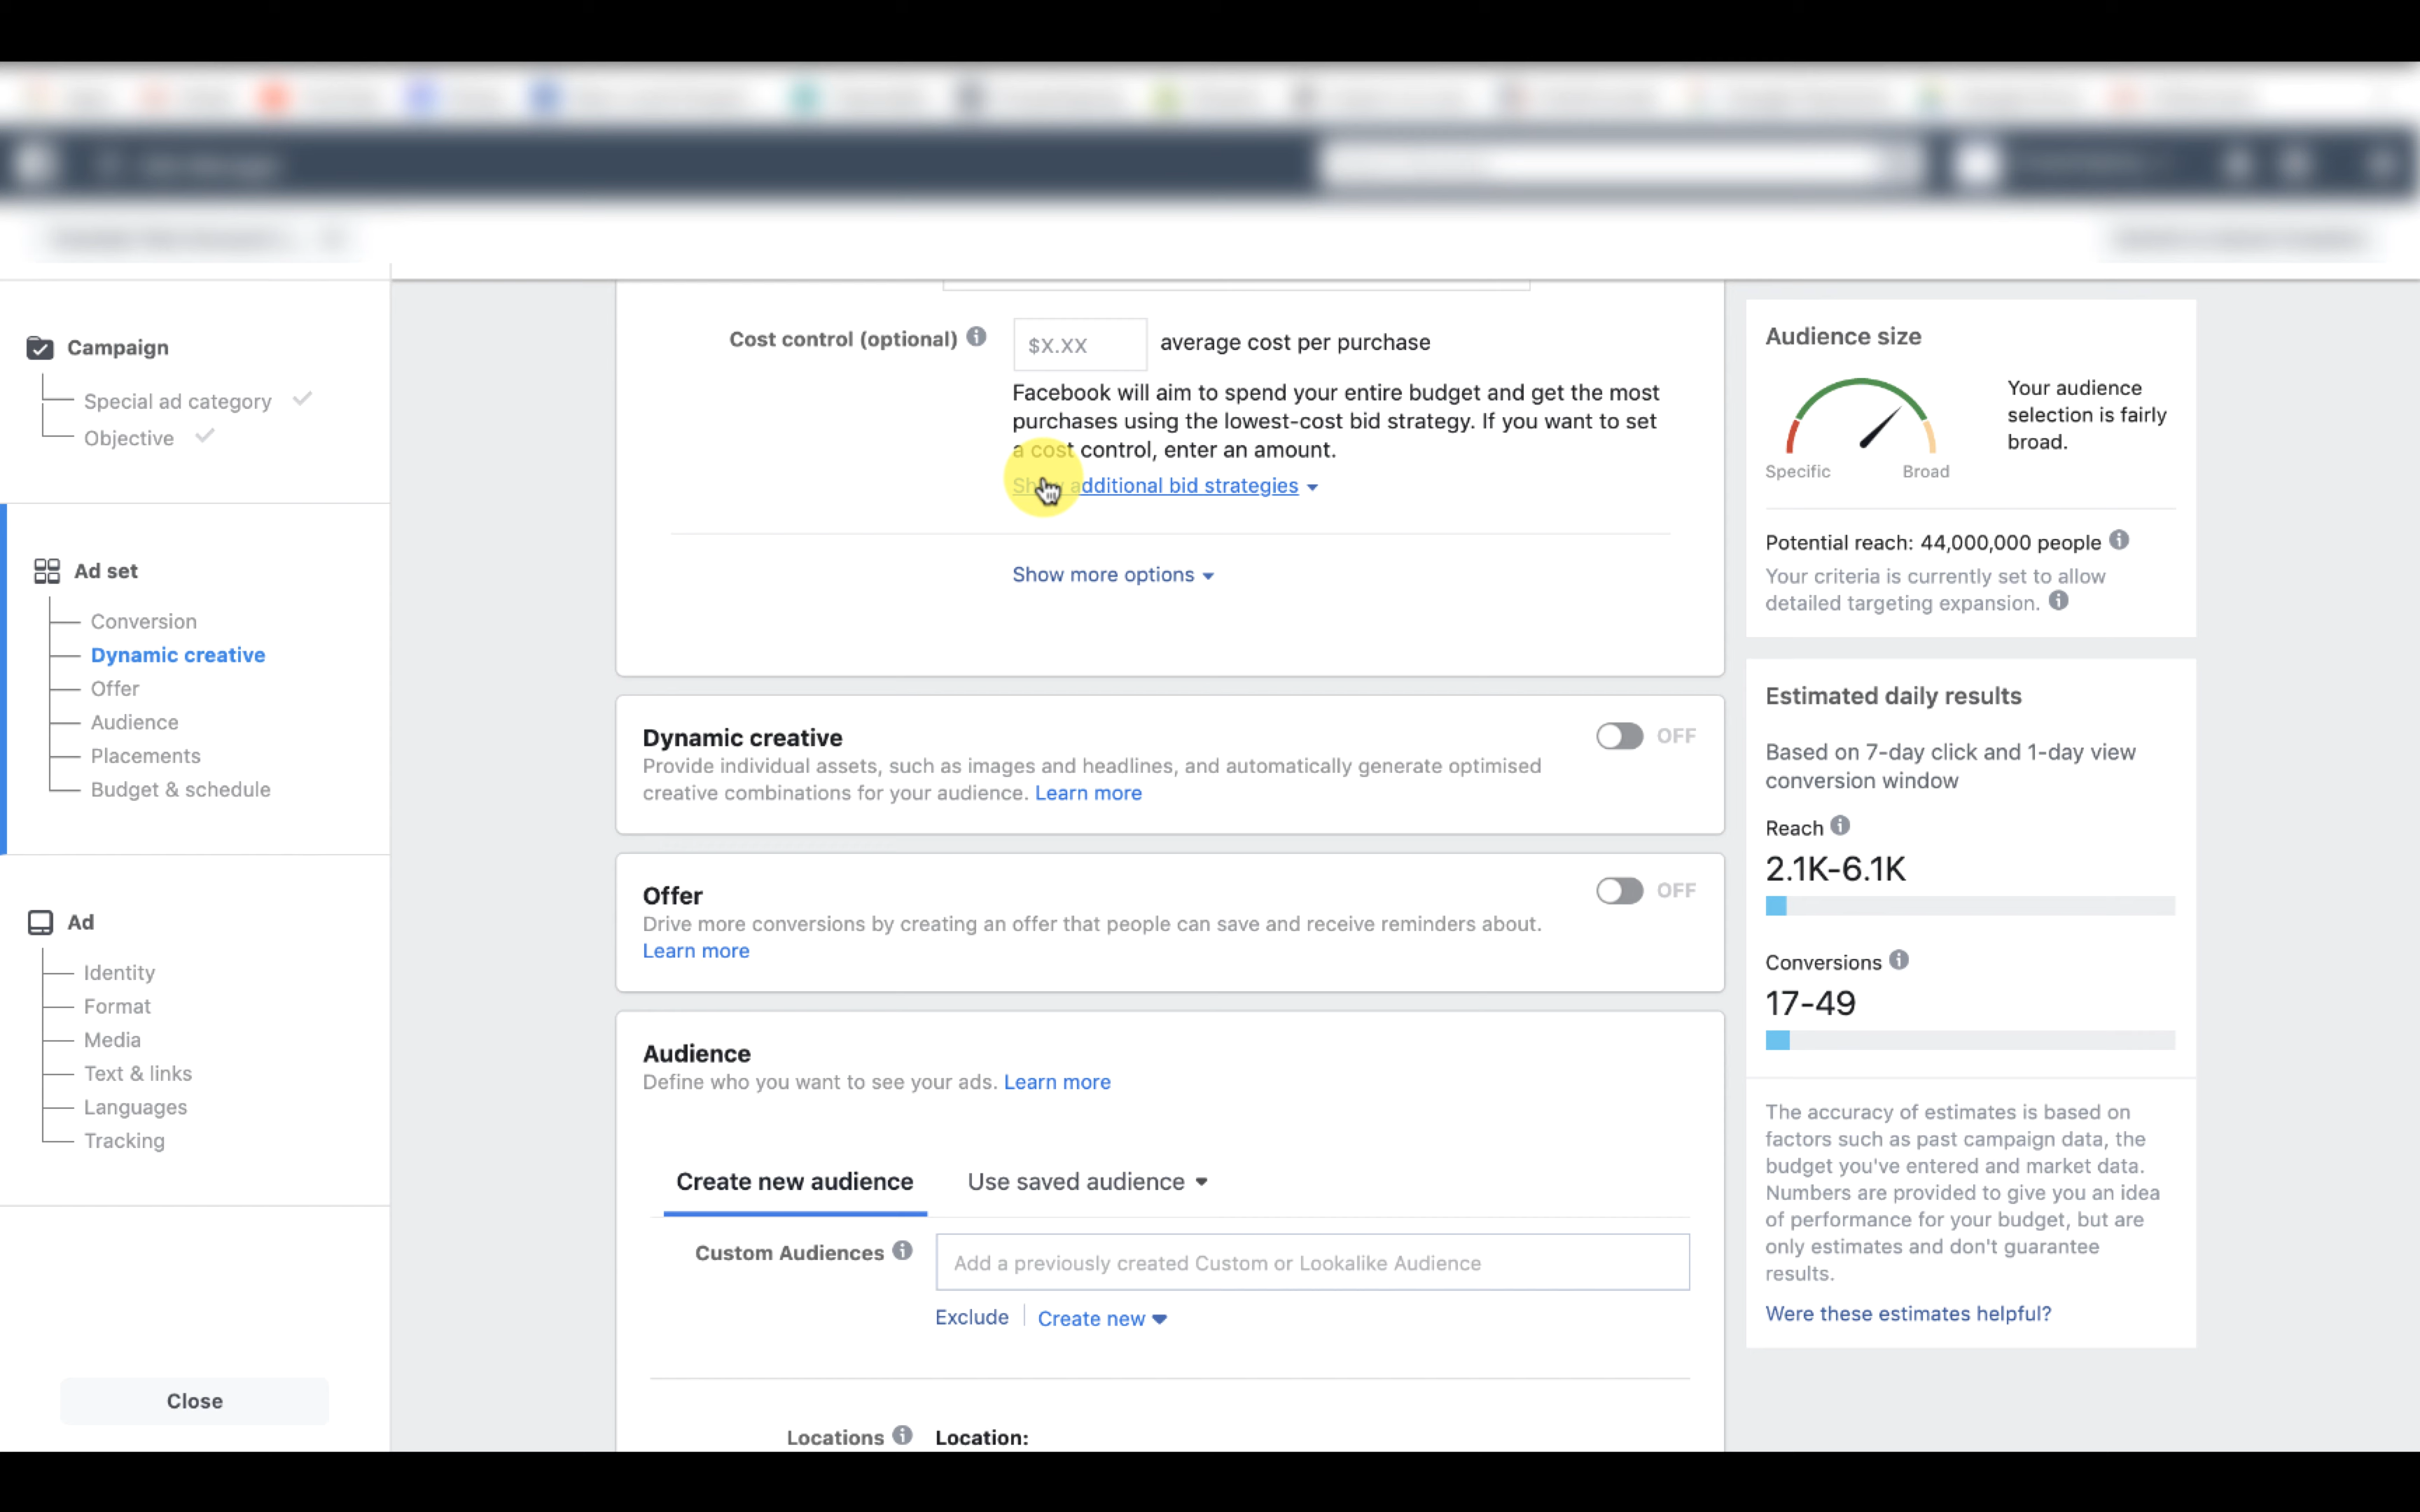 Campaign
Special ad category
Objective
Ad set
Conversion
Dynamic creative
Offer
Audience
Placements
Budget & schedule
Ad
Identity
Format
Media
Text & links
Languages
Tracking
Close
Cost control (optional)
$X.XX
average cost per purchase
Facebook will aim to spend your entire budget and get the most
purchases using the lowest-cost bid strategy. If you want to set
a cost control, enter an amount.
Show additional bid strategies
Show more options
Dynamic creative
OFF
Provide individual assets, such as images and headlines, and automatically generate optimised
creative combinations for your audience. Learn more
Offer
OFF
Drive more conversions by creating an offer that people can save and receive reminders about.
Learn more
Audience
Define who you want to see your ads. Learn more
Create new audience
Use saved audience
Custom Audiences
Add a previously created Custom or Lookalike Audience
Exclude
Create new
Locations
Location:
Audience size
Your audience
selection is fairly
broad.
Specific
Broad
Potential reach: 44,000,000 people
Your criteria is currently set to allow
detailed targeting expansion.
Estimated daily results
Based on 7-day click and 1-day view
conversion window
Reach
2.1K-6.1K
Conversions
17-49
The accuracy of estimates is based on
factors such as past campaign data, the
budget you've entered and market data.
Numbers are provided to give you an idea
of performance for your budget, but are
only estimates and don't guarantee
results.
Were these estimates helpful?